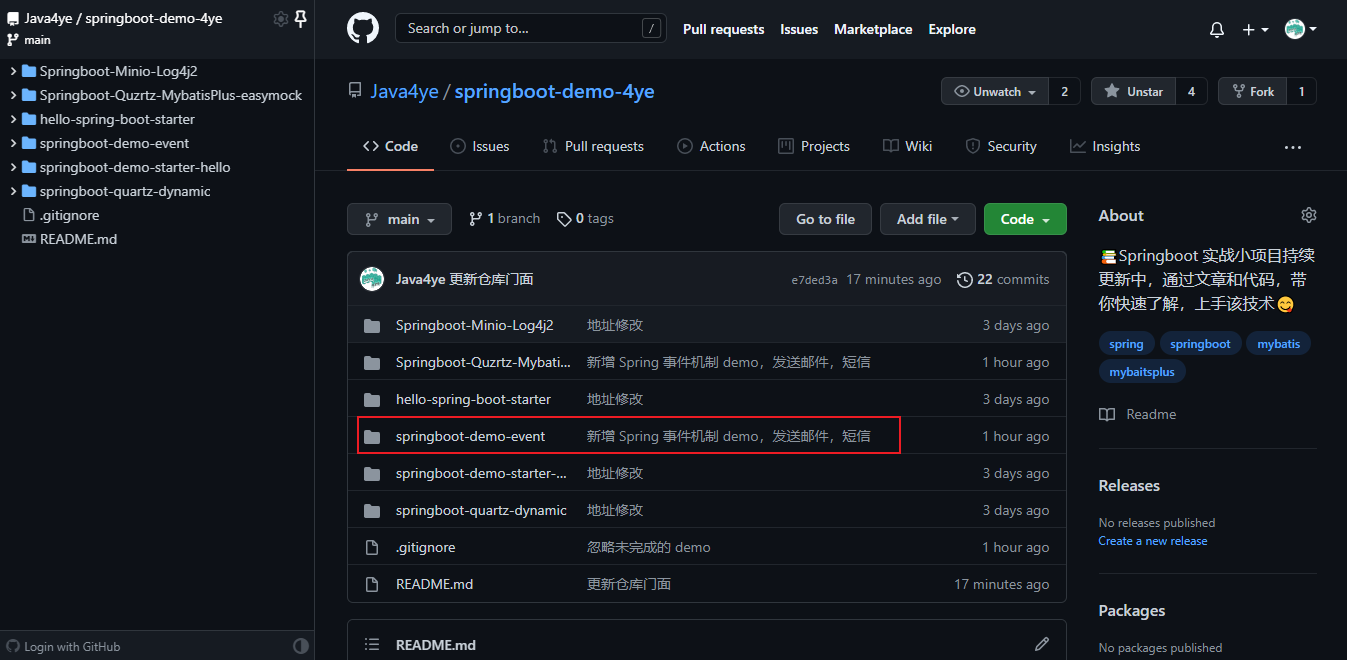 Java4ye / springboot-demo-4ye
main
Springboot-Minio-Log4j2
Springboot-Quzrtz-MybatisPlus-easymock
hello-spring-boot-starter
springboot-demo-event
springboot-demo-starter-hello
springboot-quartz-dynamic
.gitignore
README.md
Login with GitHub
Search or jump to... /
Pull requests Issues Marketplace Explore
Java4ye / springboot-demo-4ye
Unwatch 2 Unstar 4 Fork 1
Code Issues Pull requests Actions Projects Wiki Security Insights ...
main 1 branch 0 tags Go to file Add file Code
Java4ye 更新仓库门面 e7ded3a 17 minutes ago 22 commits
Springboot-Minio-Log4j2 地址修改 3 days ago
Springboot-Quzrtz-Mybati... 新增 Spring 事件机制 demo，发送邮件，短信 1 hour ago
hello-spring-boot-starter 地址修改 3 days ago
springboot-demo-event 新增 Spring 事件机制 demo，发送邮件，短信 1 hour ago
springboot-demo-starter-... 地址修改 3 days ago
springboot-quartz-dynamic 地址修改 3 days ago
.gitignore 忽略未完成的 demo 1 hour ago
README.md 更新仓库门面 17 minutes ago
README.md
About
📚Springboot 实战小项目持续
更新中，通过文章和代码，带
你快速了解，上手该技术😋
spring springboot mybatis
mybaitsplus
Readme
Releases
No releases published
Create a new release
Packages
No packages published